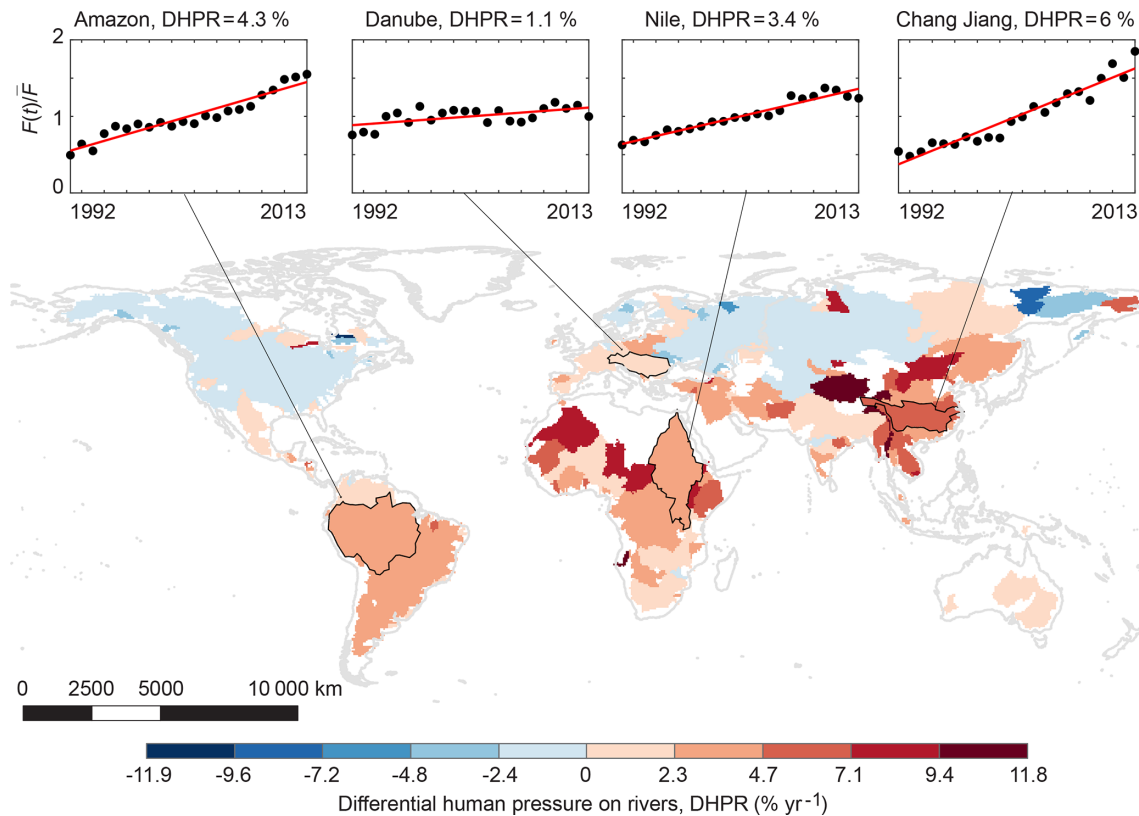 Amazon, DHPR = 4.3 %
Danube, DHPR = 1.1 %
Nile, DHPR = 3.4 %
Chang Jiang, DHPR = 6 %
F(t)/F̅
2
1
0
1992 2013
1992 2013
1992 2013
1992 2013
0 2500 5000 10 000 km
-11.9 -9.6 -7.2 -4.8 -2.4 0 2.3 4.7 7.1 9.4 11.8
Differential human pressure on rivers, DHPR (% yr⁻¹)